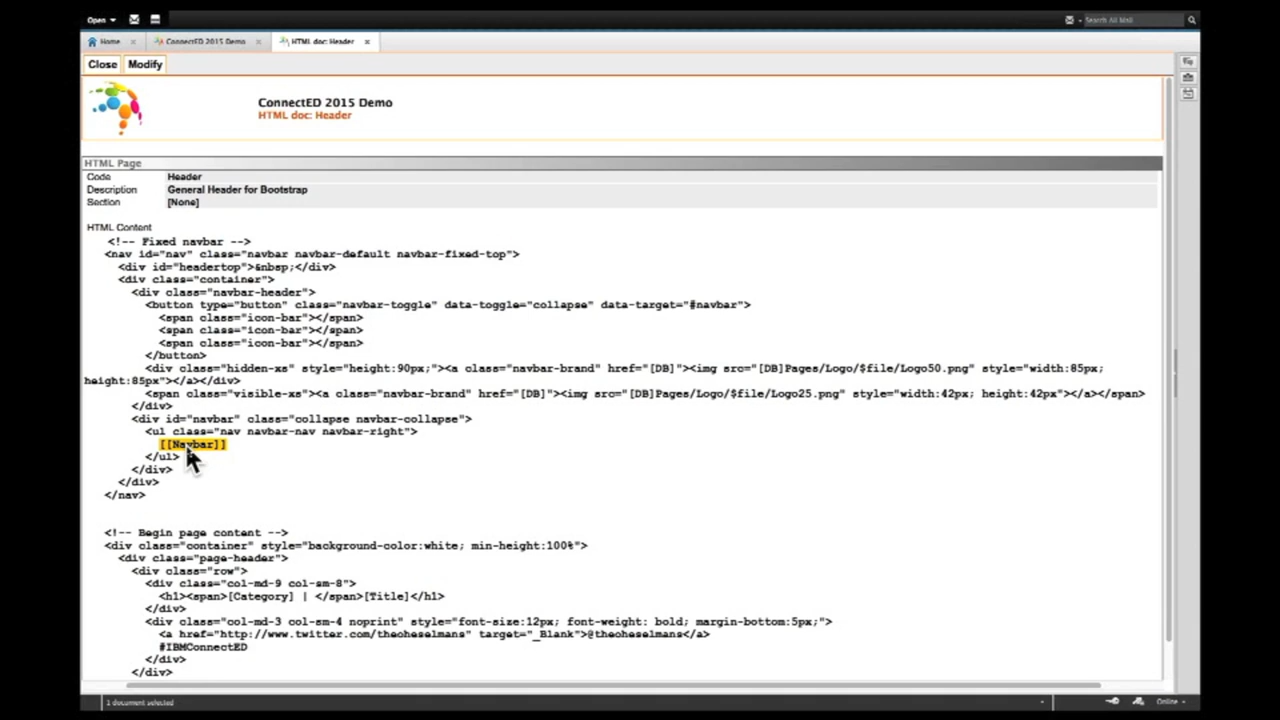 Open
Search All Mail
Home
ConnectED 2015 Demo
HTML doc: Header
Close Modify
ConnectED 2015 Demo
HTML doc: Header
HTML Page
Code Header
Description General Header for Bootstrap
Section [None]
HTML Content
<!-- Fixed navbar -->
<nav id="nav" class="navbar navbar-default navbar-fixed-top">
<div id="headertop">&nbsp;</div>
<div class="container">
<div class="navbar-header">
<button type="button" class="navbar-toggle" data-toggle="collapse" data-target="#navbar">
<span class="icon-bar"></span>
<span class="icon-bar"></span>
<span class="icon-bar"></span>
</button>
<div class="hidden-xs" style="height:90px;"><a class="navbar-brand" href="[DB]"><img src="[DB]Pages/Logo/$file/Logo50.png" style="width:85px;
height:85px"></a></div>
<span class="visible-xs"><a class="navbar-brand" href="[DB]"><img src="[DB]Pages/Logo/$file/Logo25.png" style="width:42px; height:42px"></a></span>
</div>
<div id="navbar" class="collapse navbar-collapse">
<ul class="nav navbar-nav navbar-right">
[[Navbar]]
</ul>
</div>
</div>
</nav>
<!-- Begin page content -->
<div class="container" style="background-color:white; min-height:100%">
<div class="page-header">
<div class="row">
<div class="col-md-9 col-sm-8">
<h1><span>[Category] | </span>[Title]</h1>
</div>
<div class="col-md-3 col-sm-4 noprint" style="font-size:12px; font-weight: bold; margin-bottom:5px;">
<a href="http://www.twitter.com/theoheselmans" target="_Blank">@theoheselmans</a>
#IBMConnectED
</div>
</div>
1 document selected
Online